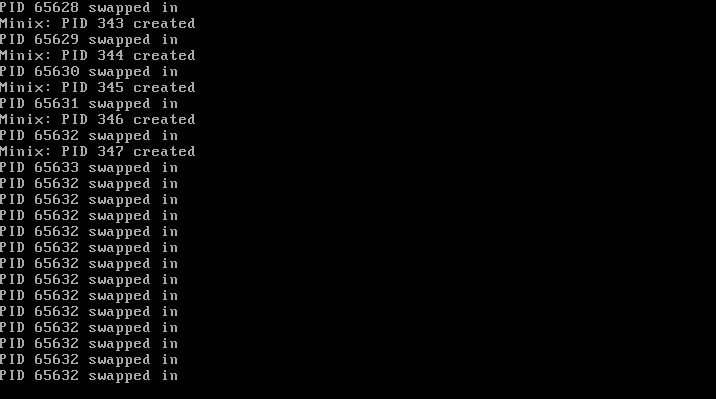 PID 65628 swapped in
Minix: PID 343 created
PID 65629 swapped in
Minix: PID 344 created
PID 65630 swapped in
Minix: PID 345 created
PID 65631 swapped in
Minix: PID 346 created
PID 65632 swapped in
Minix: PID 347 created
PID 65633 swapped in
PID 65632 swapped in
PID 65632 swapped in
PID 65632 swapped in
PID 65632 swapped in
PID 65632 swapped in
PID 65632 swapped in
PID 65632 swapped in
PID 65632 swapped in
PID 65632 swapped in
PID 65632 swapped in
PID 65632 swapped in
PID 65632 swapped in
PID 65632 swapped in